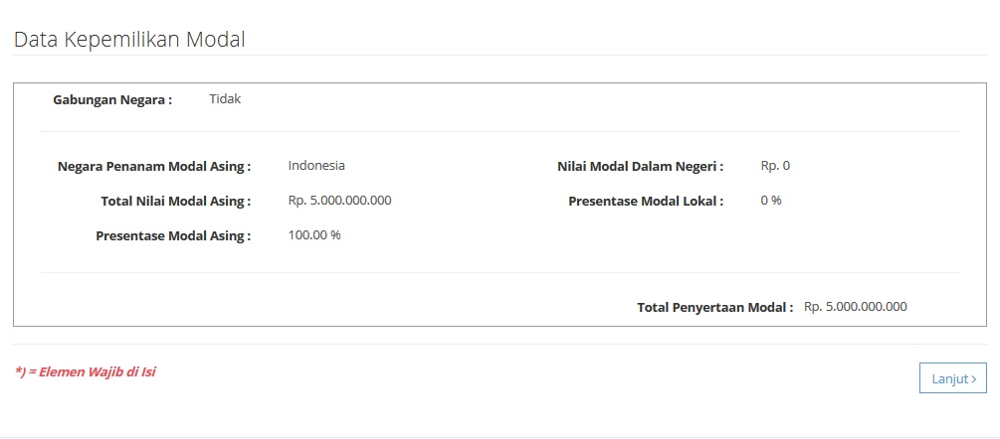 Data Kepemilikan Modal
Gabungan Negara : Tidak
Negara Penanam Modal Asing : Indonesia Nilai Modal Dalam Negeri : Rp. 0
Total Nilai Modal Asing : Rp. 5.000.000.000 Presentase Modal Lokal : 0 %
Presentase Modal Asing : 100.00 %
Total Penyertaan Modal : Rp. 5.000.000.000
*) = Elemen Wajib di Isi Lanjut >